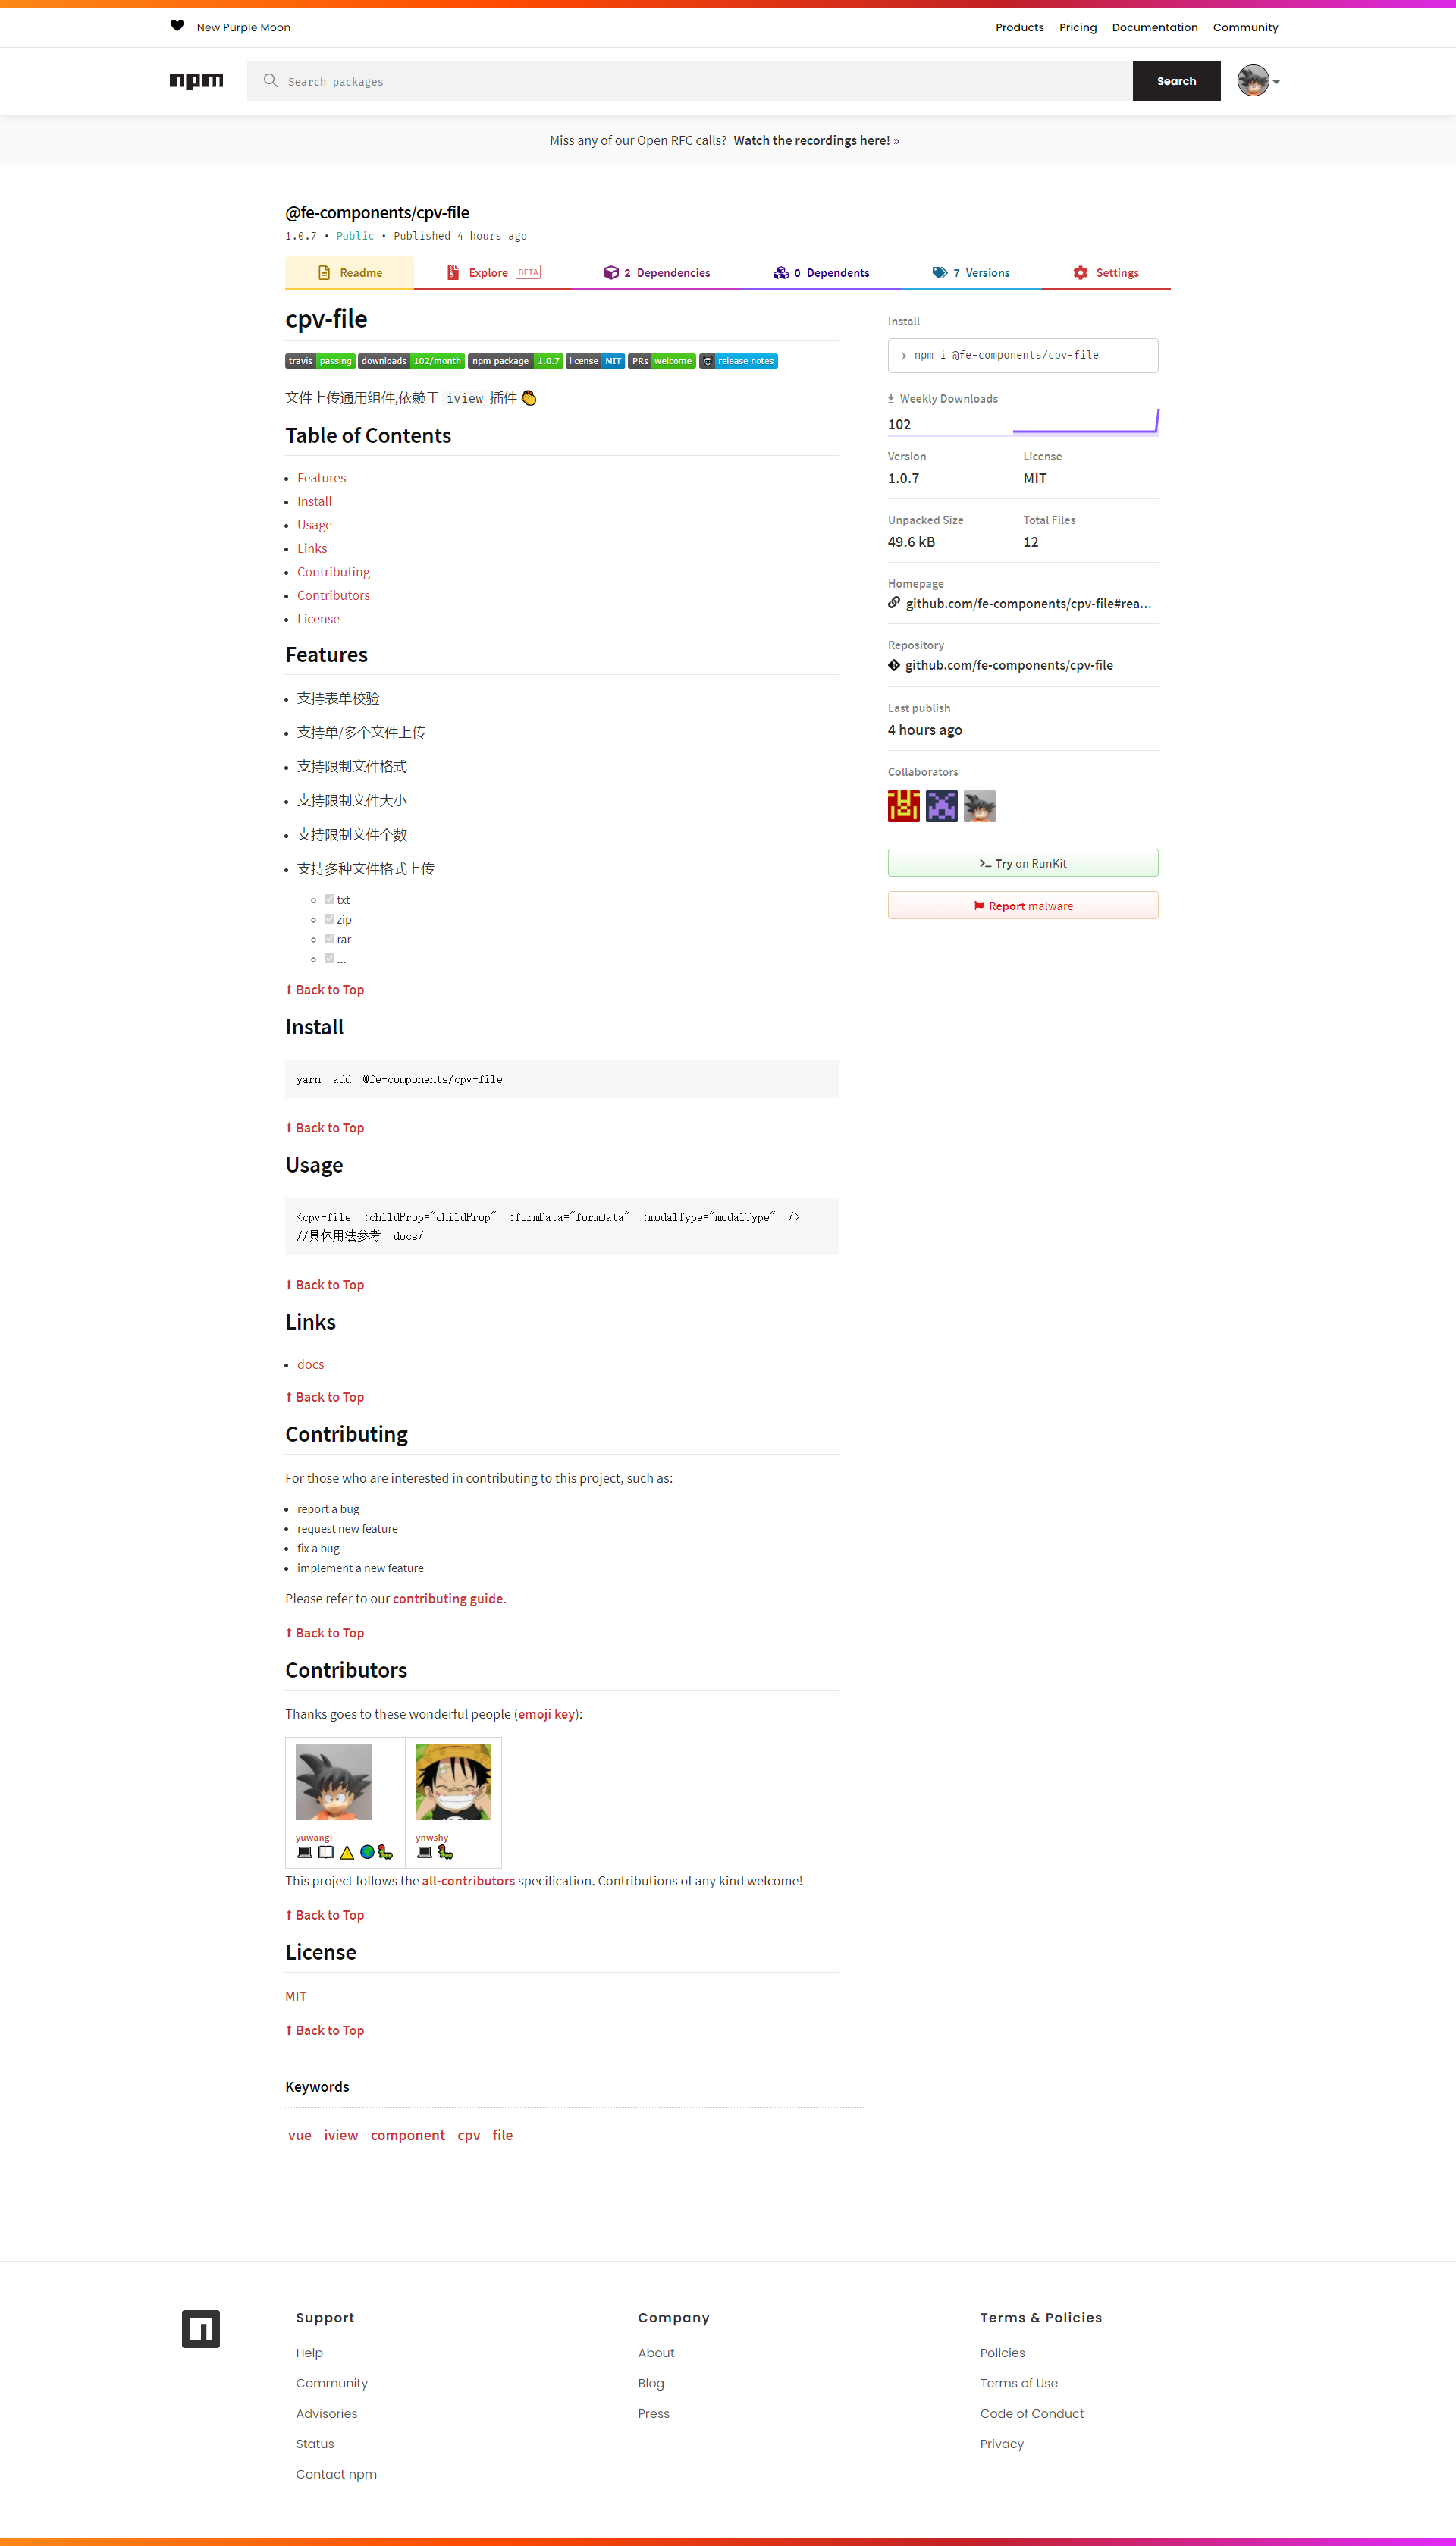 New Purple Moon
Products Pricing Documentation Community
npm
Search packages
Search
Miss any of our Open RFC calls? Watch the recordings here! »
@fe-components/cpv-file
1.0.7 • Public • Published 4 hours ago
Readme
Explore BETA
2 Dependencies
0 Dependents
7 Versions
Settings
cpv-file
travis passing downloads 102/month npm package 1.0.7 license MIT PRs welcome release notes
文件上传通用组件,依赖于 iview 插件
Table of Contents
Features
Install
Usage
Links
Contributing
Contributors
License
Features
支持表单校验
支持单/多个文件上传
支持限制文件格式
支持限制文件大小
支持限制文件个数
支持多种文件格式上传
txt
zip
rar
...
⬆ Back to Top
Install
yarn add @fe-components/cpv-file
⬆ Back to Top
Usage
<cpv-file :childProp="childProp" :formData="formData" :modalType="modalType" />
//具体用法参考 docs/
⬆ Back to Top
Links
docs
⬆ Back to Top
Contributing
For those who are interested in contributing to this project, such as:
report a bug
request new feature
fix a bug
implement a new feature
Please refer to our contributing guide.
⬆ Back to Top
Contributors
Thanks goes to these wonderful people (emoji key):
yuwangi
ynwshy
This project follows the all-contributors specification. Contributions of any kind welcome!
⬆ Back to Top
License
MIT
⬆ Back to Top
Keywords
vue iview component cpv file
Install
npm i @fe-components/cpv-file
Weekly Downloads
102
Version
1.0.7
License
MIT
Unpacked Size
49.6 kB
Total Files
12
Homepage
github.com/fe-components/cpv-file#rea...
Repository
github.com/fe-components/cpv-file
Last publish
4 hours ago
Collaborators
Try on RunKit
Report malware
Support
Help
Community
Advisories
Status
Contact npm
Company
About
Blog
Press
Terms & Policies
Policies
Terms of Use
Code of Conduct
Privacy